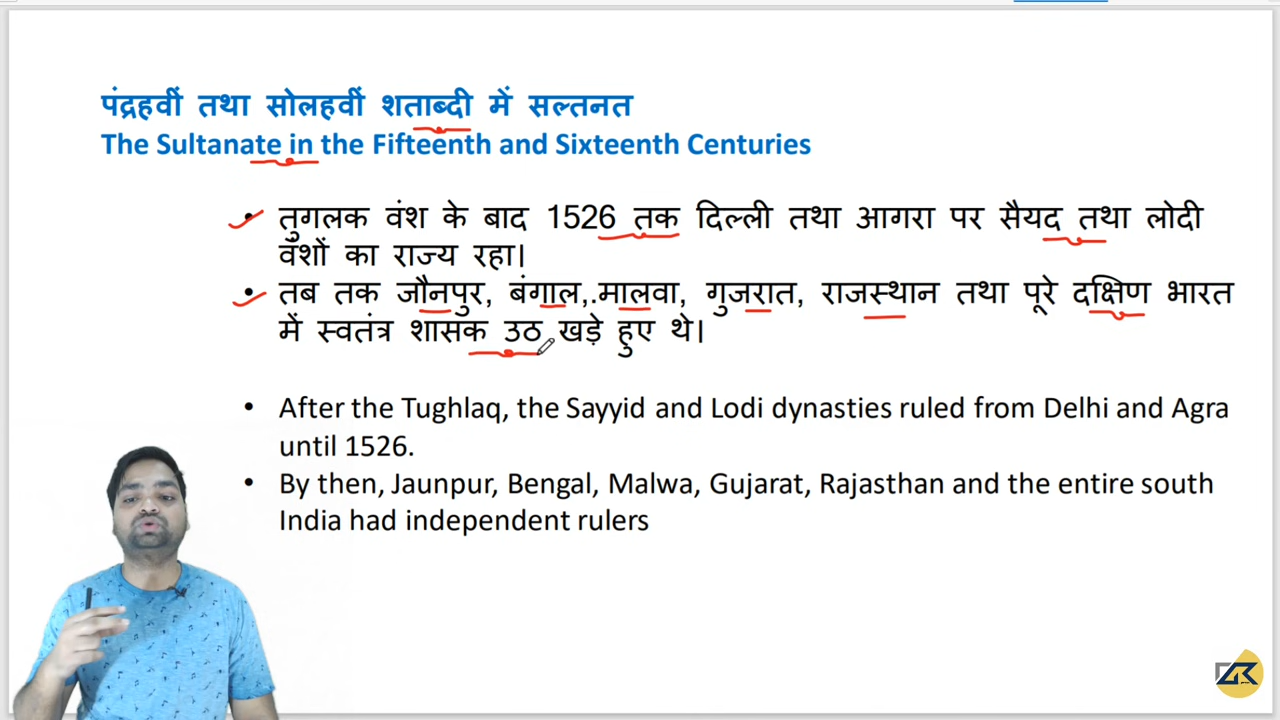 पंद्रहवीं तथा सोलहवीं शताब्दी में सल्तनत
The Sultanate in the Fifteenth and Sixteenth Centuries
• तुगलक वंश के बाद 1526 तक दिल्ली तथा आगरा पर सैयद तथा लोदी
वंशों का राज्य रहा।
• तब तक जौनपुर, बंगाल,.मालवा, गुजरात, राजस्थान तथा पूरे दक्षिण भारत
में स्वतंत्र शासक उठ खड़े हुए थे।
• After the Tughlaq, the Sayyid and Lodi dynasties ruled from Delhi and Agra
until 1526.
• By then, Jaunpur, Bengal, Malwa, Gujarat, Rajasthan and the entire south
India had independent rulers